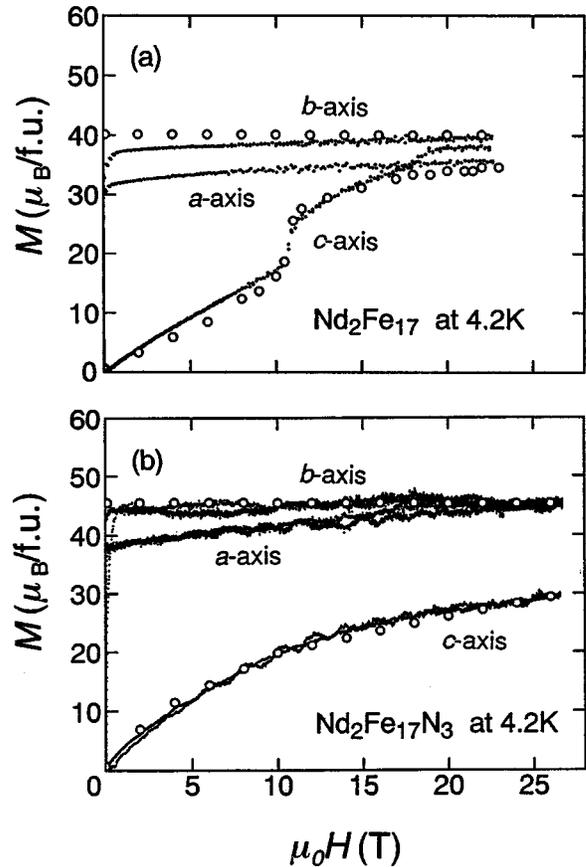 60
(a)
50
b-axis
40
30
a-axis
c-axis
20
10
Nd₂Fe₁₇ at 4.2K
0
M (μB/f.u.)
60
(b)
b-axis
50
40
a-axis
30
20
c-axis
10
Nd₂Fe₁₇N₃ at 4.2K
0
M (μB/f.u.)
0 5 10 15 20 25
μ₀H (T)